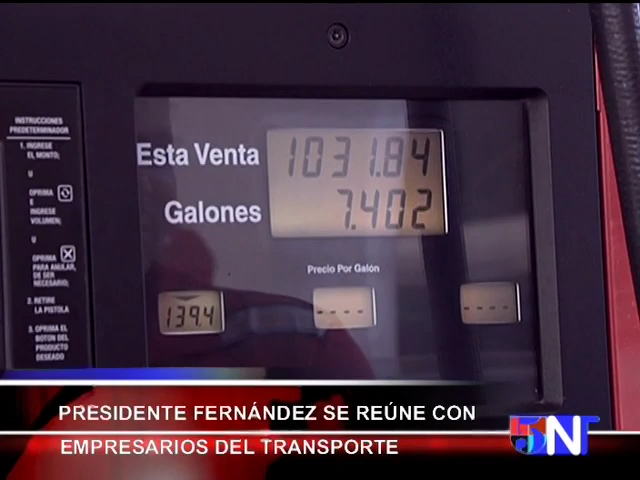 INSTRUCCIONES
PREDETERMINADOR
1. INGRESE
EL MONTO;
U
OPRIMA
E
INGRESE
VOLUMEN;
U
OPRIMA
PARA ANULAR,
DE SER
NECESARIO;
2. RETIRE
LA PISTOLA
3. OPRIMA EL
BOTON DEL
PRODUCTO
DESEADO
Esta Venta 1031.84
Galones 7.402
Precio Por Galón
139.4 ---- ----
PRESIDENTE FERNÁNDEZ SE REÚNE CON
EMPRESARIOS DEL TRANSPORTE
5N